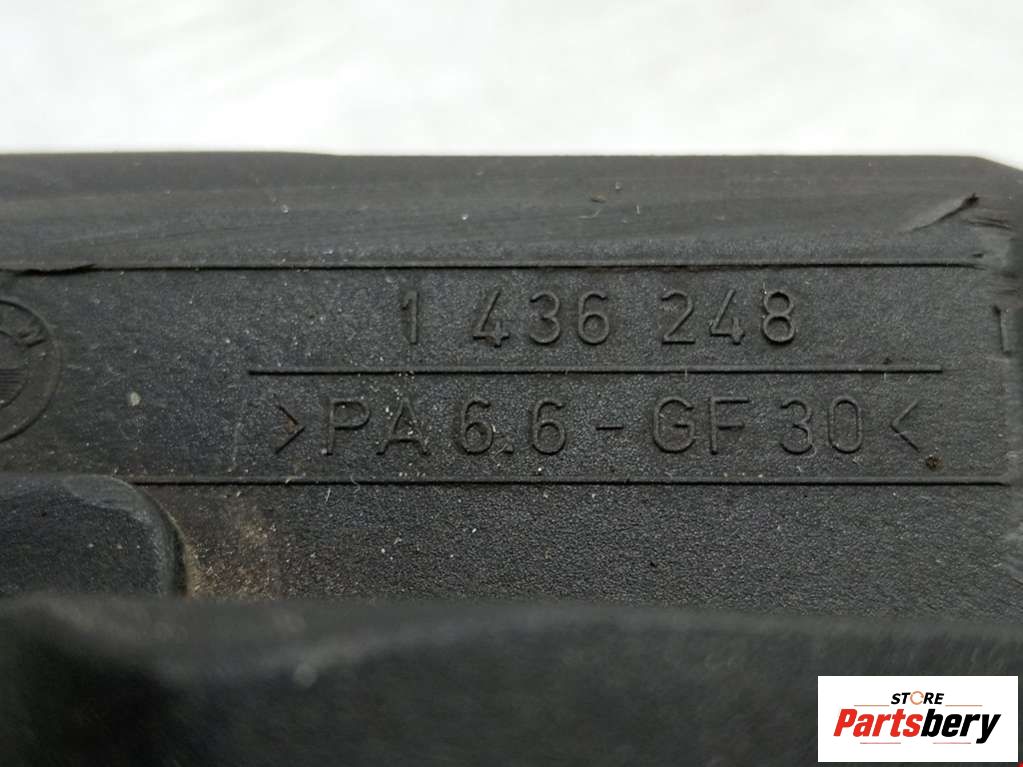 1 436 248
>PA 6.6 - GF 30<
STORE
Partsbery